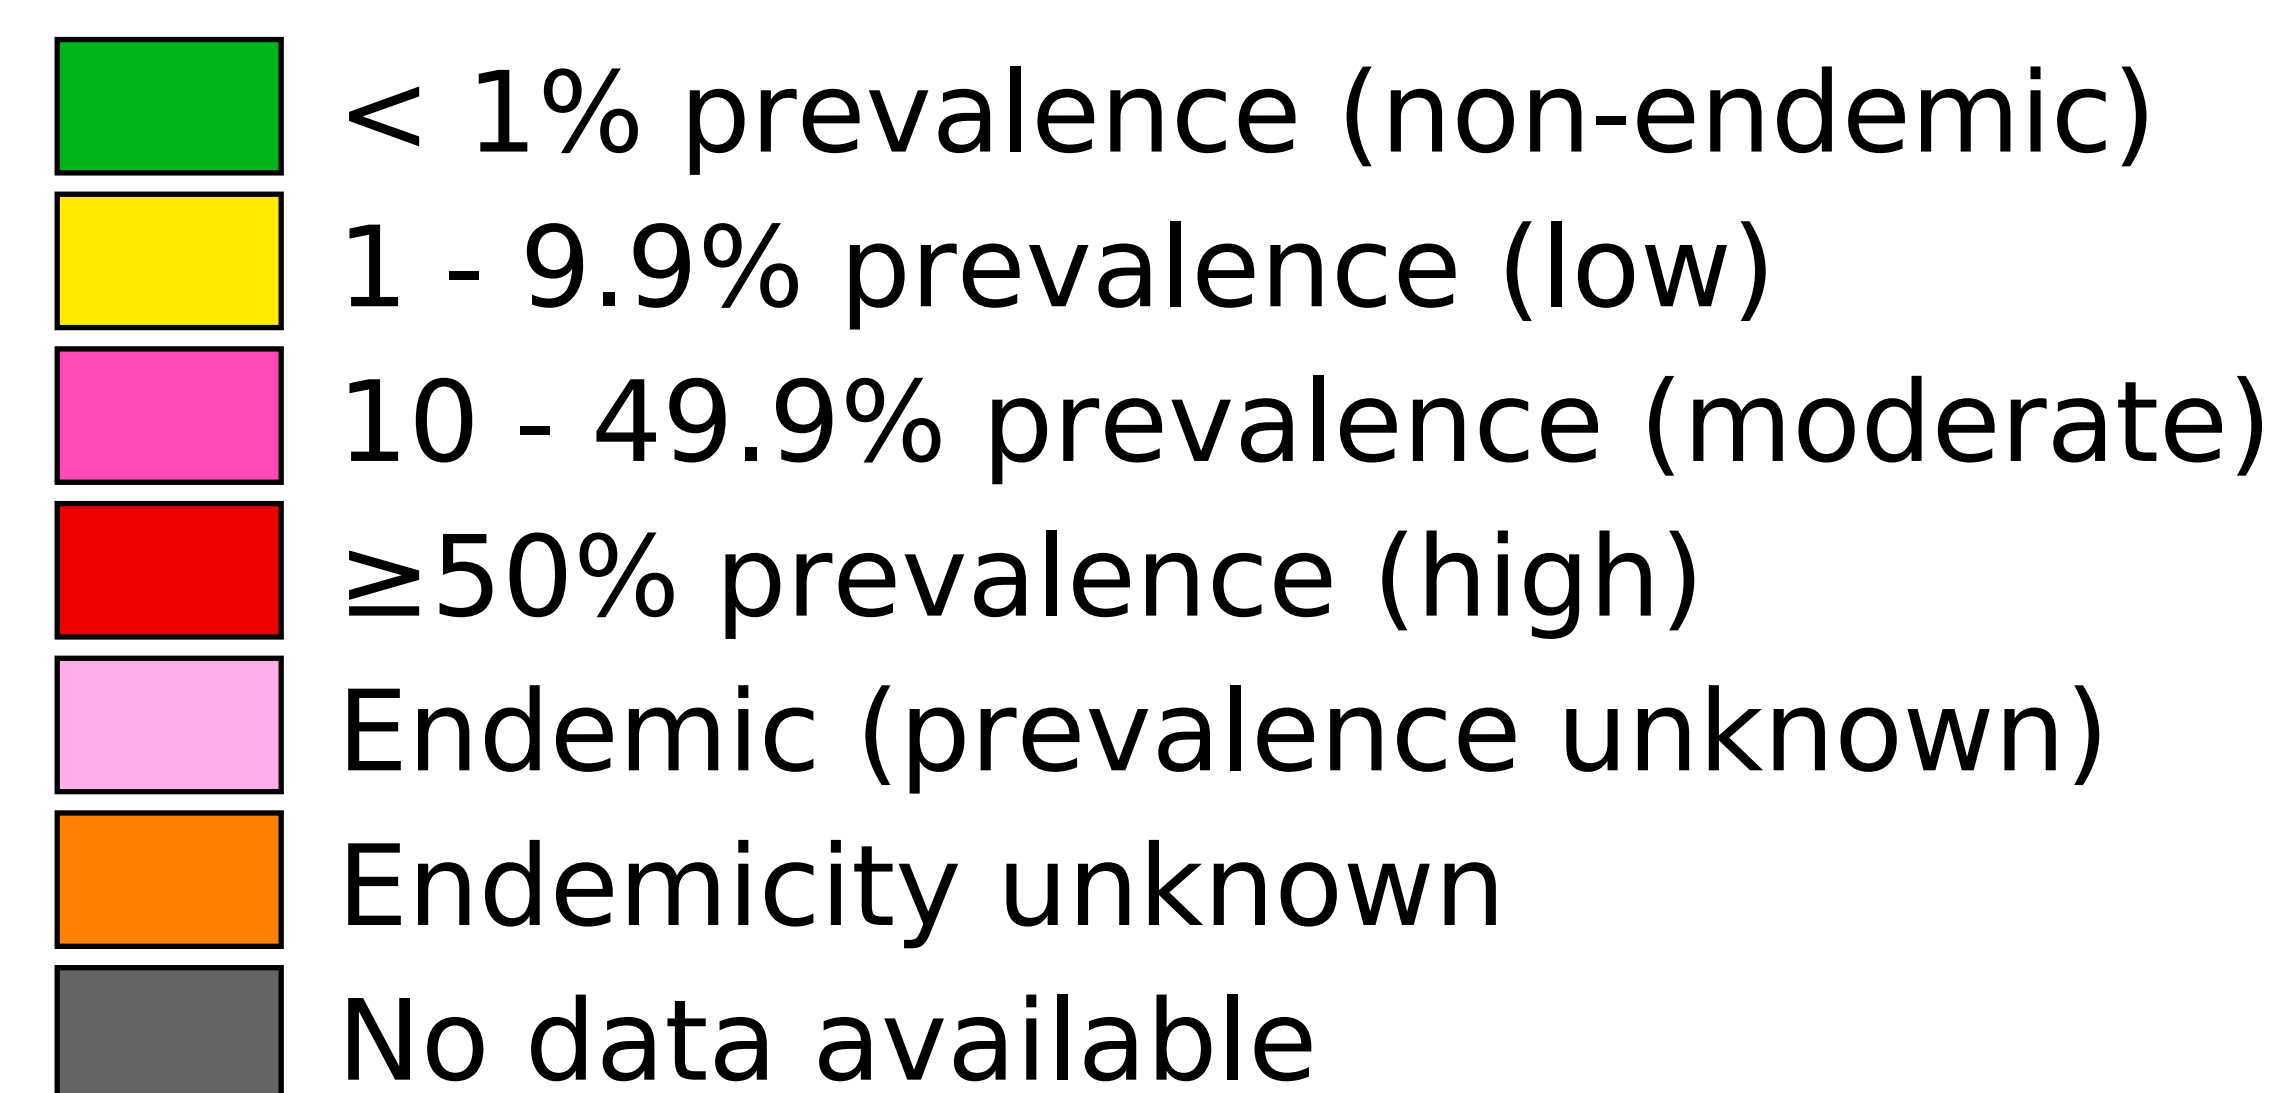 < 1% prevalence (non-endemic)
1 - 9.9% prevalence (low)
10 - 49.9% prevalence (moderate)
≥50% prevalence (high)
Endemic (prevalence unknown)
Endemicity unknown
No data available